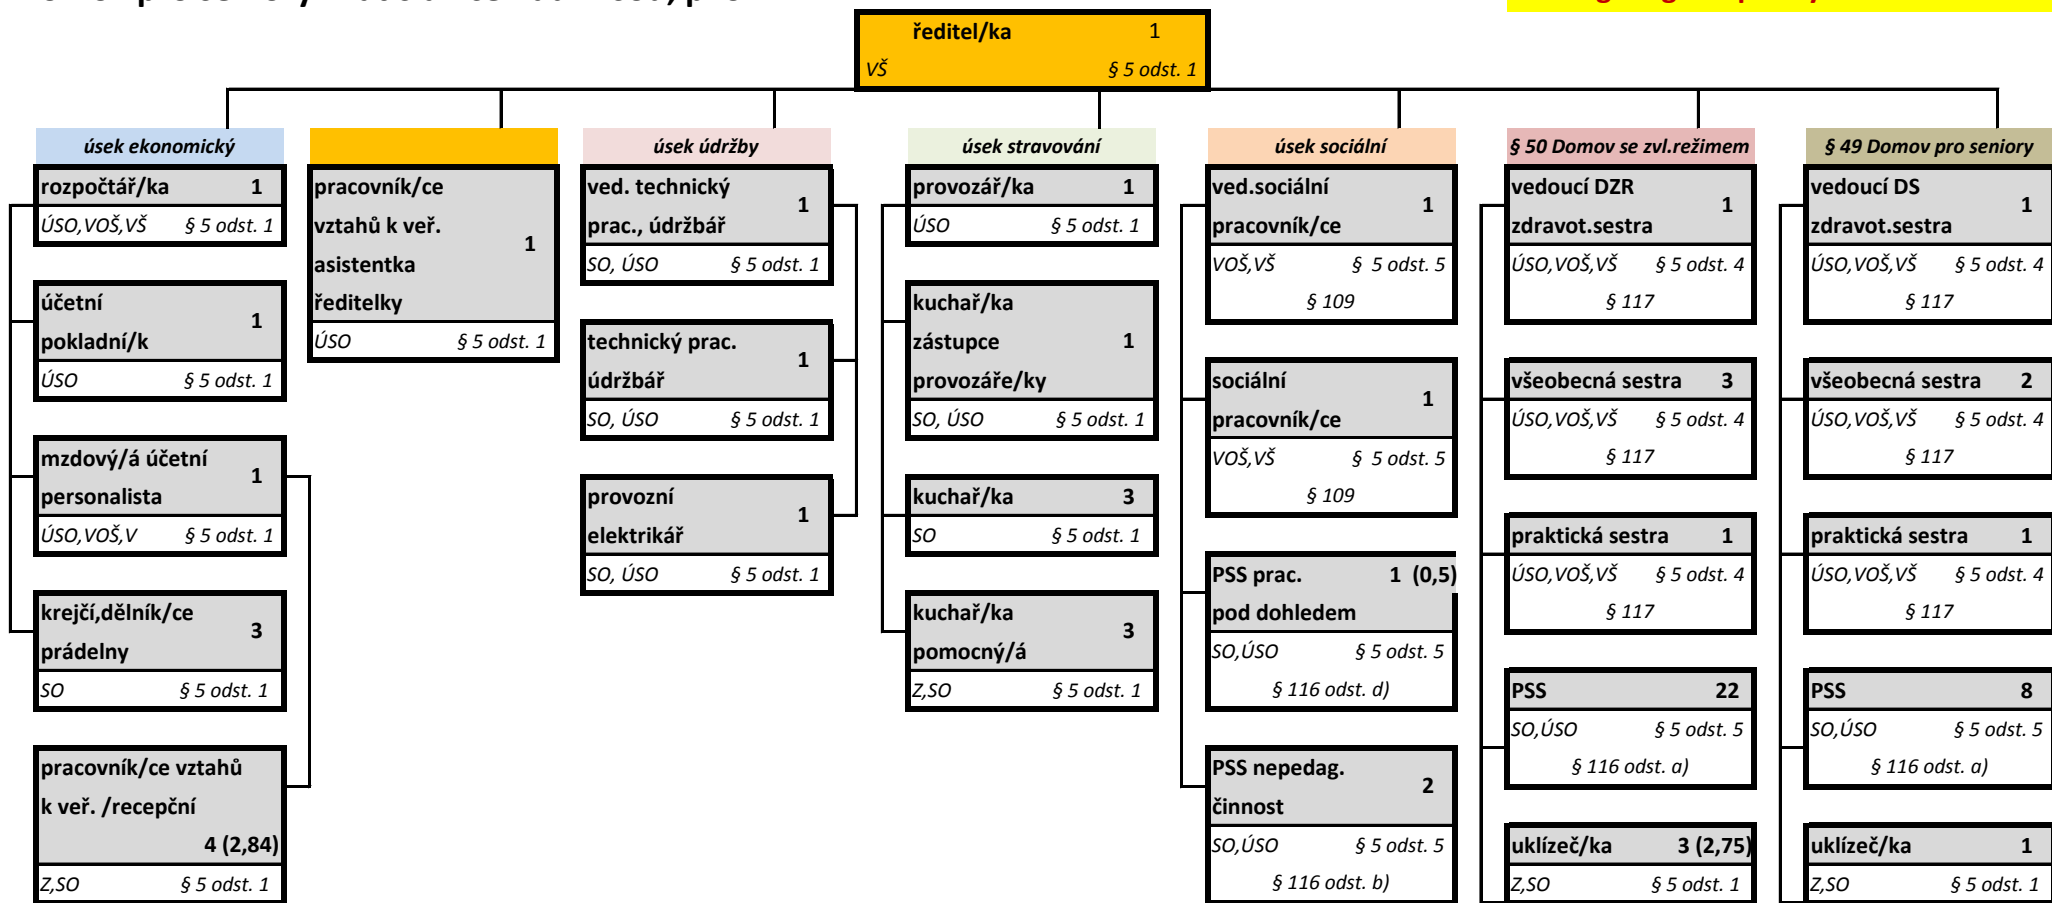 ředitel/ka 1
VŠ § 5 odst. 1
úsek ekonomický
rozpočtář/ka 1
ÚSO,VOŠ,VŠ § 5 odst. 1
účetní
pokladní/k 1
ÚSO § 5 odst. 1
mzdový/á účetní
personalista 1
ÚSO,VOŠ,V § 5 odst. 1
krejčí,dělník/ce
prádelny 3
SO § 5 odst. 1
pracovník/ce vztahů
k veř. /recepční
4 (2,84)
Z,SO § 5 odst. 1
pracovník/ce
vztahů k veř.
asistentka
ředitelky 1
ÚSO § 5 odst. 1
úsek údržby
ved. technický
prac., údržbář 1
SO, ÚSO § 5 odst. 1
technický prac.
údržbář 1
SO, ÚSO § 5 odst. 1
provozní
elektrikář 1
SO, ÚSO § 5 odst. 1
úsek stravování
provozář/ka 1
ÚSO § 5 odst. 1
kuchař/ka
zástupce 1
provozáře/ky
SO, ÚSO § 5 odst. 1
kuchař/ka 3
SO § 5 odst. 1
kuchař/ka
pomocný/á 3
Z,SO § 5 odst. 1
úsek sociální
ved.sociální
pracovník/ce 1
VOŠ,VŠ § 5 odst. 5
§ 109
sociální
pracovník/ce 1
VOŠ,VŠ § 5 odst. 5
§ 109
PSS prac. 1 (0,5)
pod dohledem
SO,ÚSO § 5 odst. 5
§ 116 odst. d)
PSS nepedag.
činnost 2
SO,ÚSO § 5 odst. 5
§ 116 odst. b)
§ 50 Domov se zvl.režimem
vedoucí DZR
zdravot.sestra 1
ÚSO,VOŠ,VŠ § 5 odst. 4
§ 117
všeobecná sestra 3
ÚSO,VOŠ,VŠ § 5 odst. 4
§ 117
praktická sestra 1
ÚSO,VOŠ,VŠ § 5 odst. 4
§ 117
PSS 22
SO,ÚSO § 5 odst. 5
§ 116 odst. a)
uklízeč/ka 3 (2,75)
Z,SO § 5 odst. 1
§ 49 Domov pro seniory
vedoucí DS
zdravot.sestra 1
ÚSO,VOŠ,VŠ § 5 odst. 4
§ 117
všeobecná sestra 2
ÚSO,VOŠ,VŠ § 5 odst. 4
§ 117
praktická sestra 1
ÚSO,VOŠ,VŠ § 5 odst. 4
§ 117
PSS 8
SO,ÚSO § 5 odst. 5
§ 116 odst. a)
uklízeč/ka 1
Z,SO § 5 odst. 1